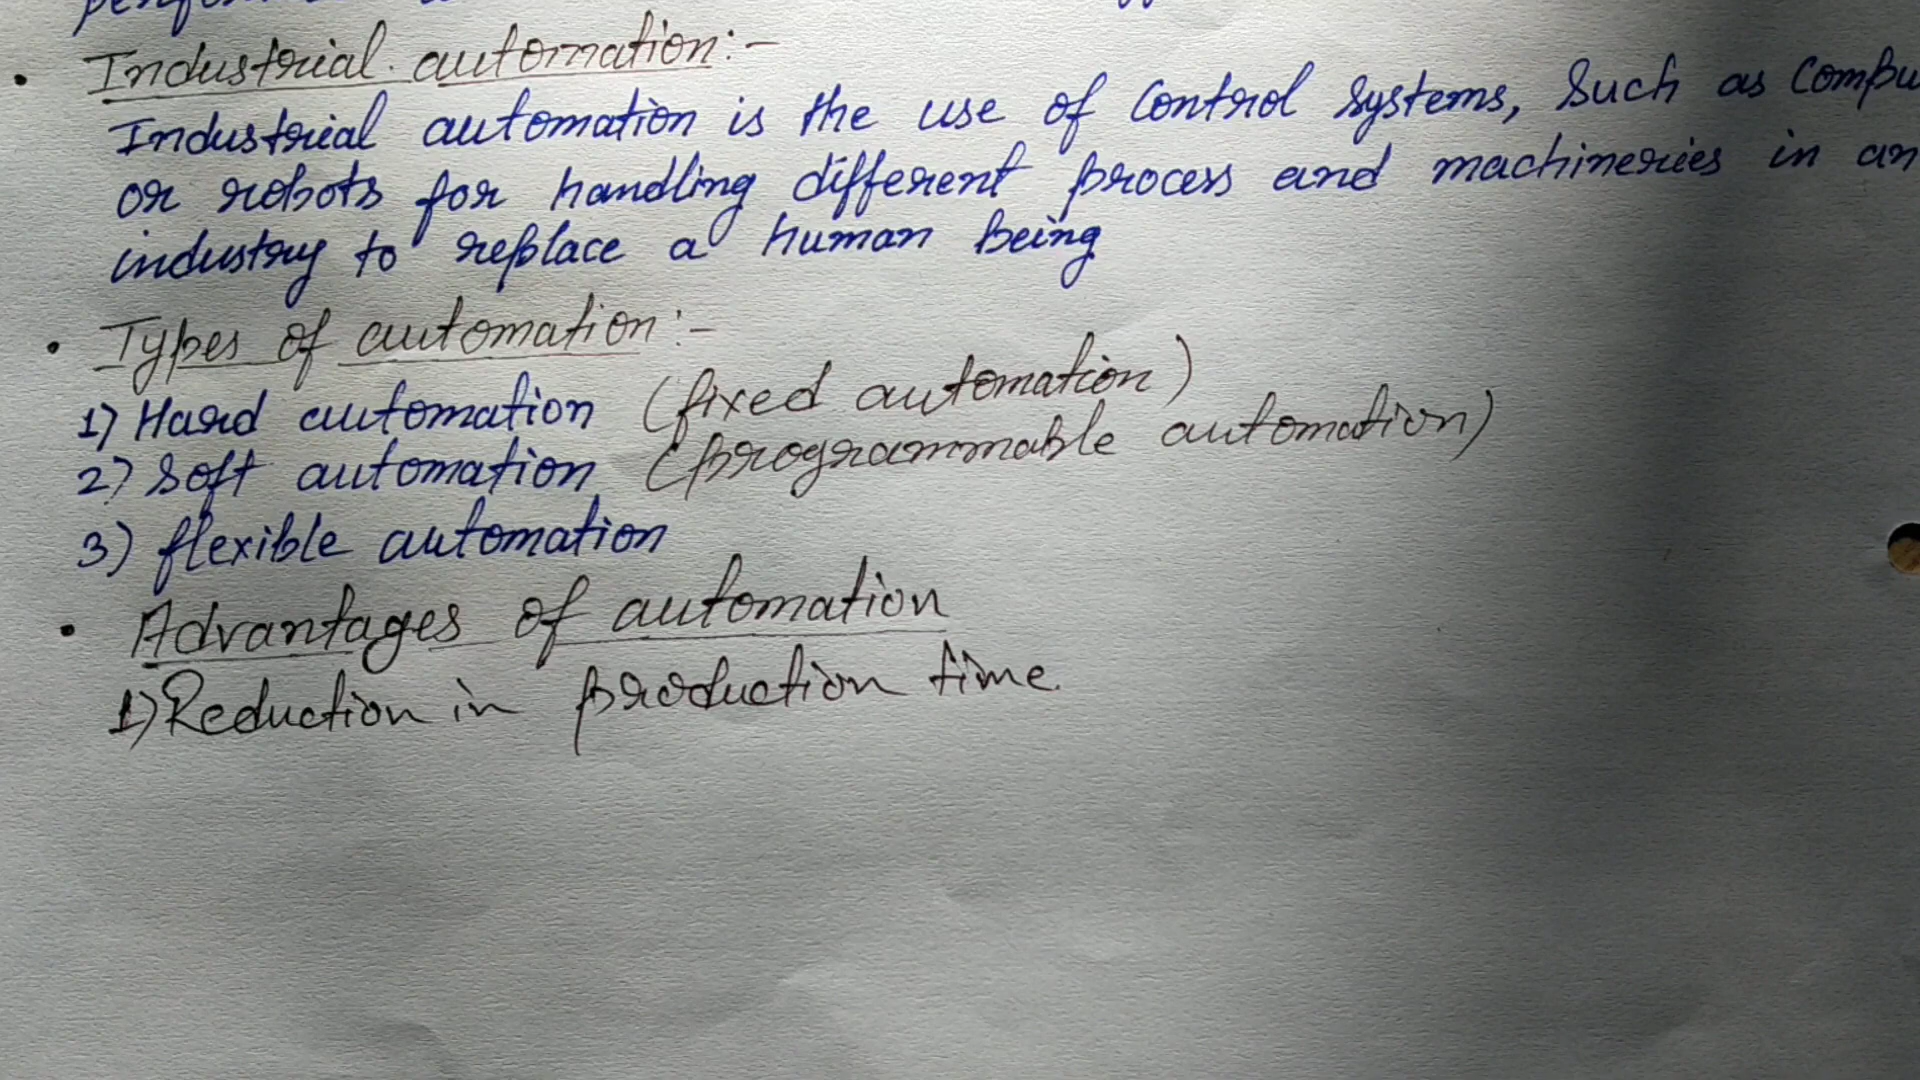 • Industrial automation:-
Industrial automation is the use of Control Systems, Such as
or robots for handling different process and machineries in an
industry to replace a human being
• Types of automation:-
1) Hard automation (fixed automation)
2) Soft automation (programmable automation)
3) flexible automation
• Advantages of automation
1) Reduction in production time.